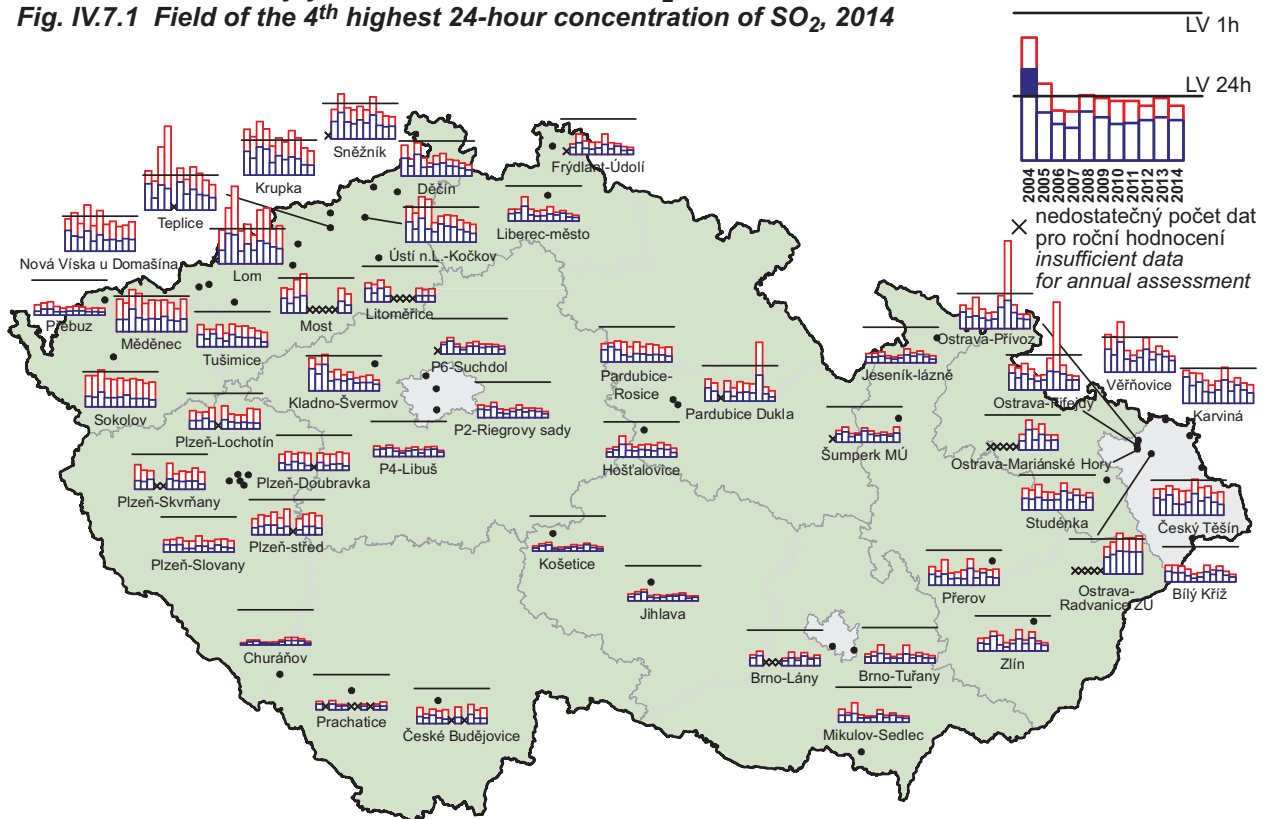 Fig. IV.7.1 Field of the 4th highest 24-hour concentration of SO2, 2014
LV 1h
LV 24h
2004
2005
2006
2007
2008
2009
2010
2011
2012
2013
2014
× nedostatečný počet dat
pro roční hodnocení
insufficient data
for annual assessment
Sněžník
Frýdlant-Údolí
Krupka
Děčín
Teplice
Liberec-město
Nová Víska u Domašína
Lom
Ústí n.L.-Kočkov
Přebuz
Měděnec
Most
Litoměřice
Tušimice
P6-Suchdol
Pardubice-
Rosice
Jeseník-lázně
Ostrava-Přívoz
Věřňovice
Sokolov
Kladno-Švermov
P2-Riegrovy sady
Pardubice Dukla
Ostrava-Fifejdy
Karviná
Plzeň-Lochotín
P4-Libuš
Hošťalovice
Šumperk MÚ
Ostrava-Mariánské Hory
Plzeň-Skvrňany
Plzeň-Doubravka
Studénka
Český Těšín
Plzeň-střed
Plzeň-Slovany
Košetice
Přerov
Ostrava-
Radvanice ZÚ
Bílý Kříž
Jihlava
Churáňov
Brno-Lány
Brno-Tuřany
Zlín
Prachatice
České Budějovice
Mikulov-Sedlec